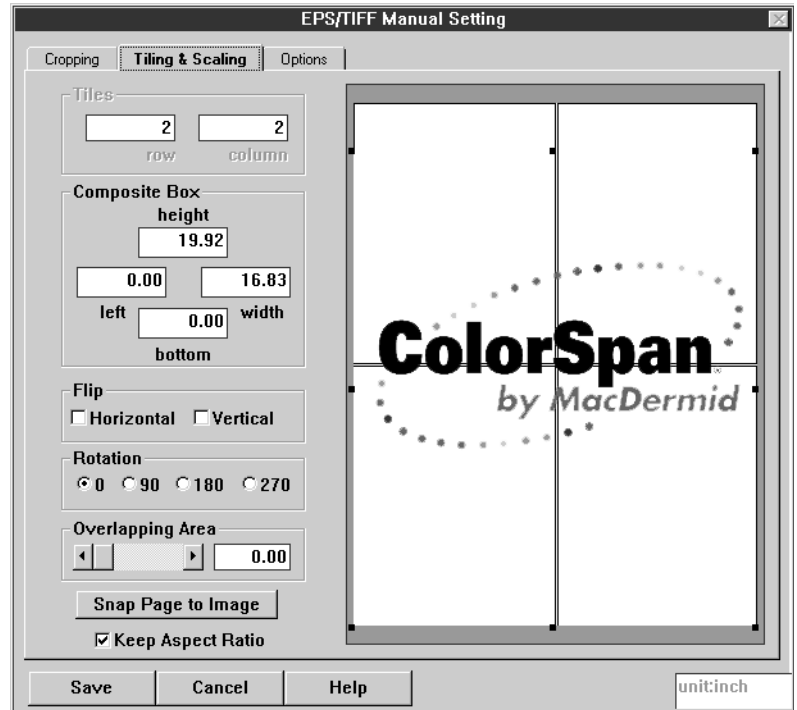 EPS/TIFF Manual Setting
Cropping Tiling & Scaling Options
Tiles
2 2
row column
Composite Box
height
19.92
0.00 16.83
left width
0.00
bottom
Flip
Horizontal Vertical
Rotation
0 90 180 270
Overlapping Area
0.00
Snap Page to Image
Keep Aspect Ratio
ColorSpan®
by MacDermid
Save Cancel Help
unit:inch